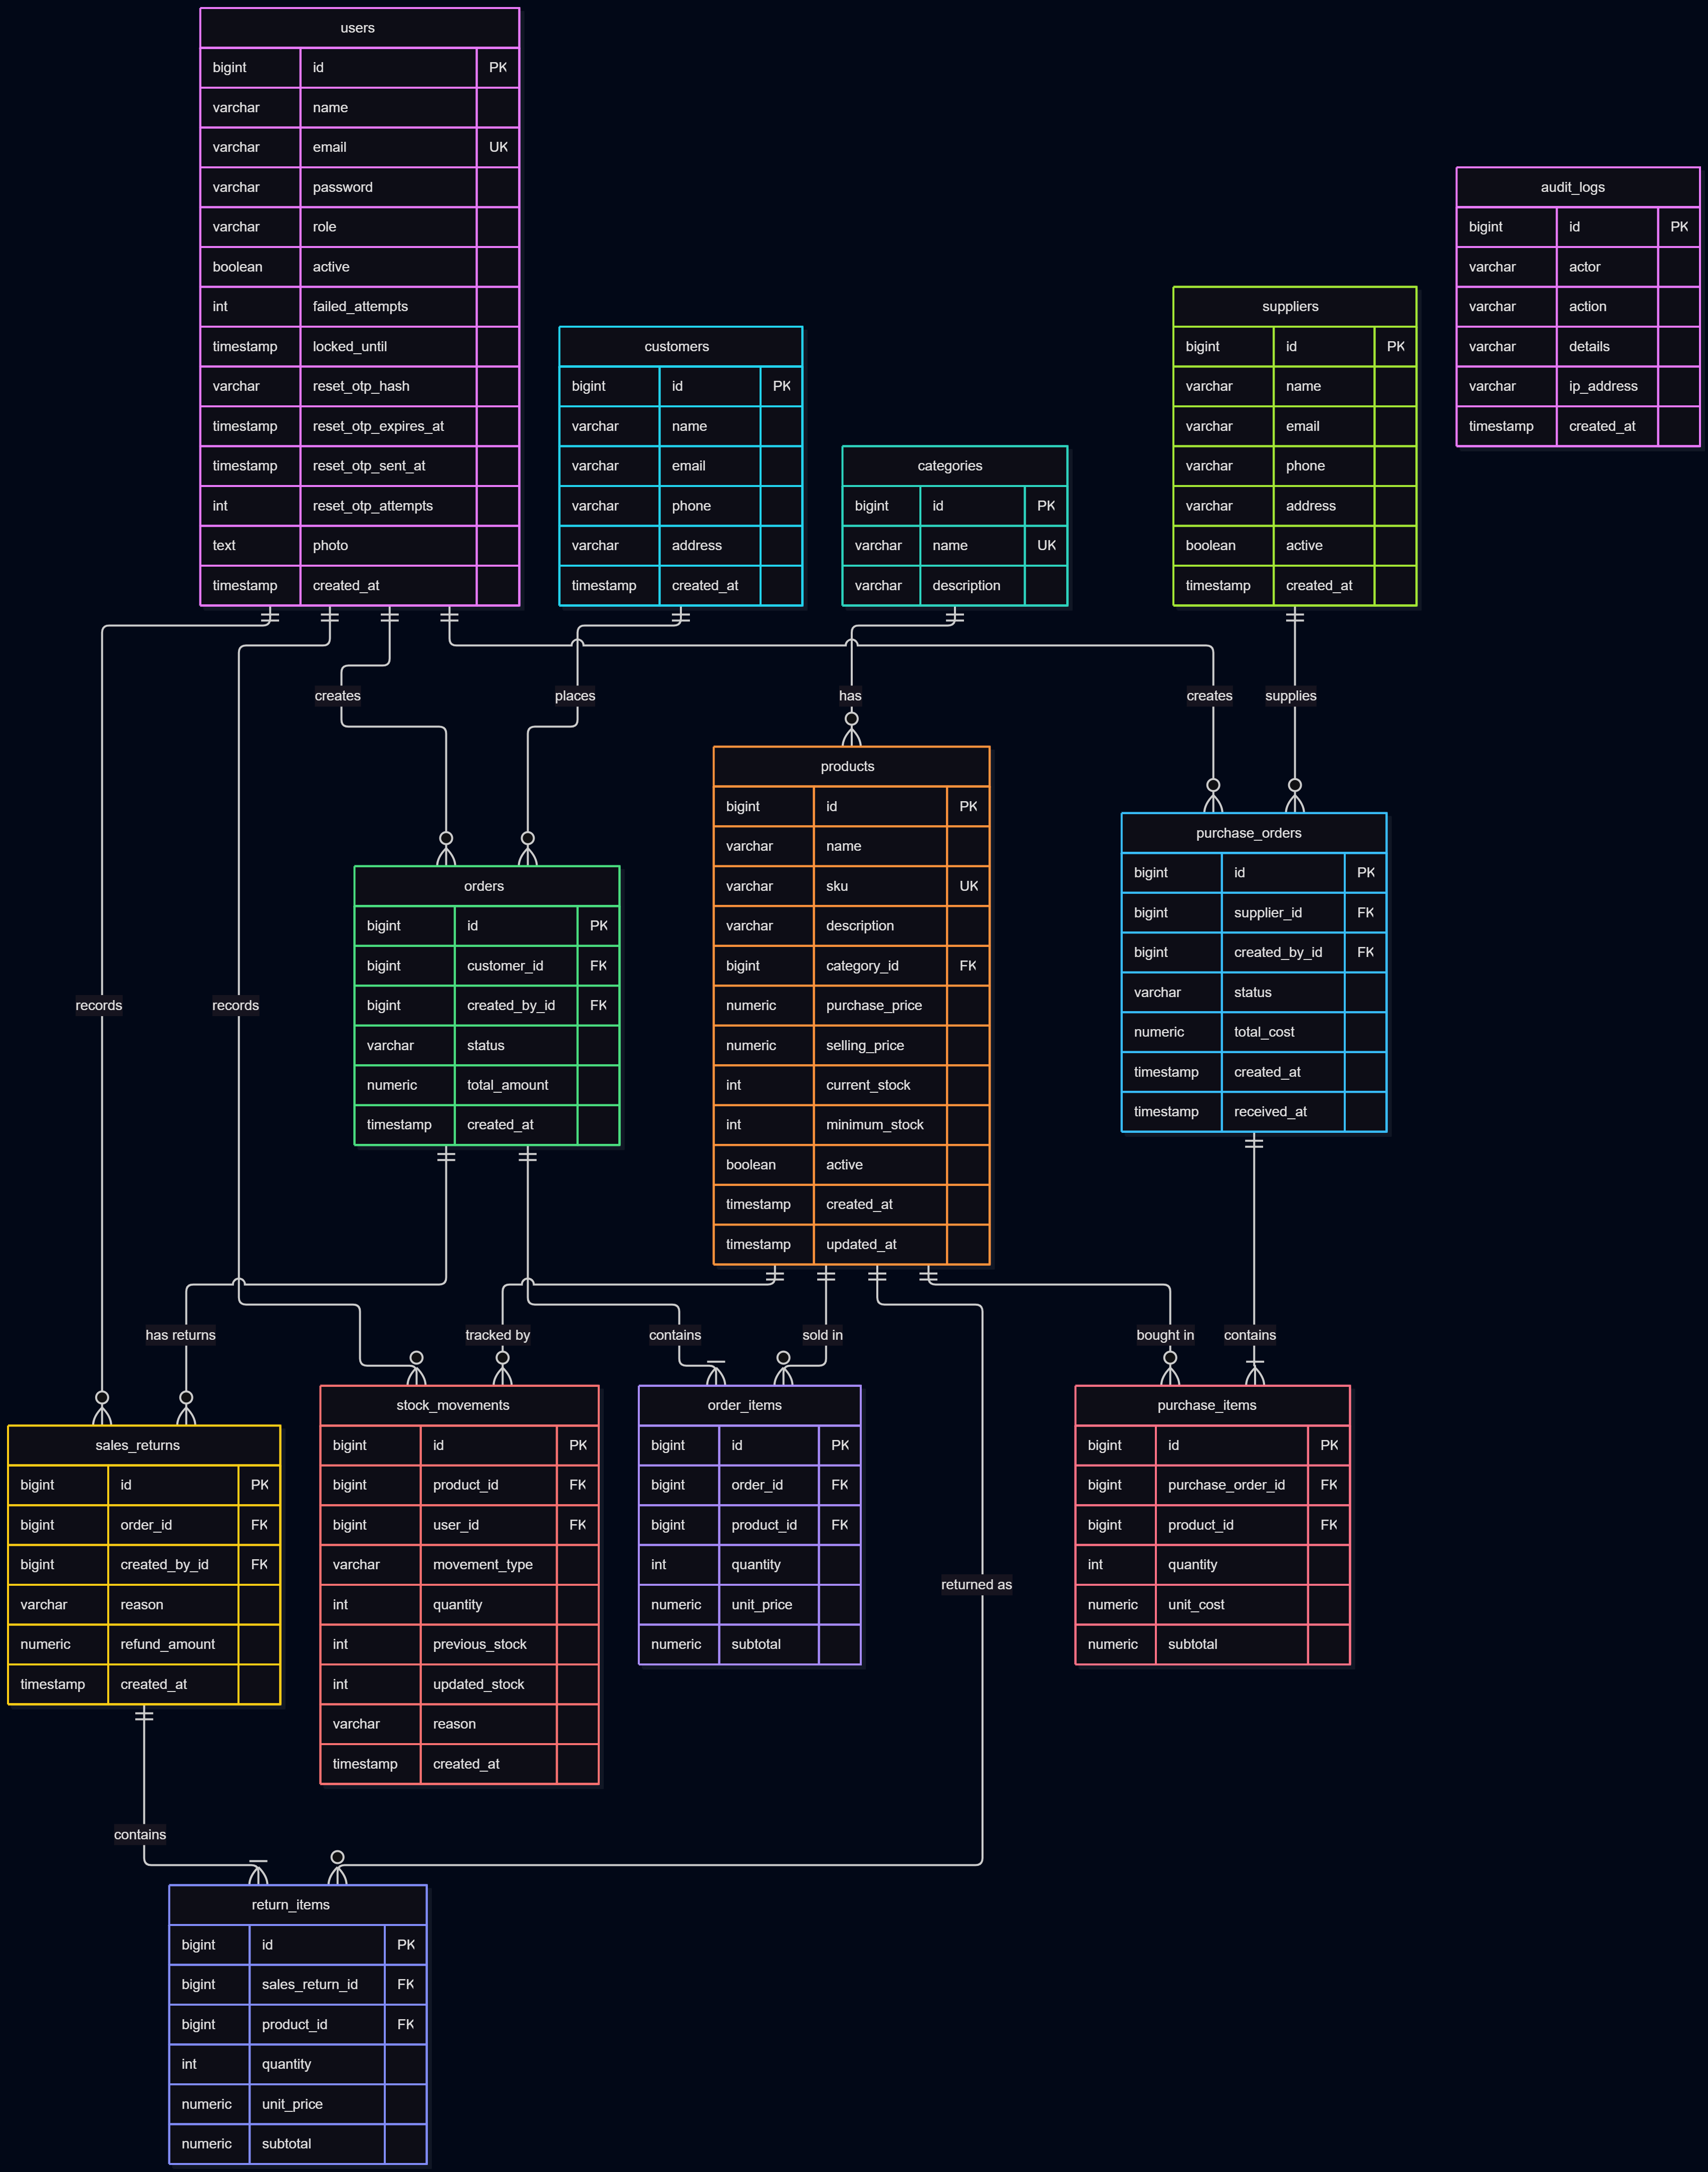 users
bigint id PK
varchar name
varchar email UK
varchar password
varchar role
boolean active
int failed_attempts
timestamp locked_until
varchar reset_otp_hash
timestamp reset_otp_expires_at
timestamp reset_otp_sent_at
int reset_otp_attempts
text photo
timestamp created_at
customers
bigint id PK
varchar name
varchar email
varchar phone
varchar address
timestamp created_at
categories
bigint id PK
varchar name UK
varchar description
suppliers
bigint id PK
varchar name
varchar email
varchar phone
varchar address
boolean active
timestamp created_at
audit_logs
bigint id PK
varchar actor
varchar action
varchar details
varchar ip_address
timestamp created_at
creates
places
has
creates
supplies
orders
bigint id PK
bigint customer_id FK
bigint created_by_id FK
varchar status
numeric total_amount
timestamp created_at
products
bigint id PK
varchar name
varchar sku UK
varchar description
bigint category_id FK
numeric purchase_price
numeric selling_price
int current_stock
int minimum_stock
boolean active
timestamp created_at
timestamp updated_at
purchase_orders
bigint id PK
bigint supplier_id FK
bigint created_by_id FK
varchar status
numeric total_cost
timestamp created_at
timestamp received_at
records
records
has returns
tracked by
contains
sold in
bought in
contains
sales_returns
bigint id PK
bigint order_id FK
bigint created_by_id FK
varchar reason
numeric refund_amount
timestamp created_at
stock_movements
bigint id PK
bigint product_id FK
bigint user_id FK
varchar movement_type
int quantity
int previous_stock
int updated_stock
varchar reason
timestamp created_at
order_items
bigint id PK
bigint order_id FK
bigint product_id FK
int quantity
numeric unit_price
numeric subtotal
returned as
purchase_items
bigint id PK
bigint purchase_order_id FK
bigint product_id FK
int quantity
numeric unit_cost
numeric subtotal
contains
return_items
bigint id PK
bigint sales_return_id FK
bigint product_id FK
int quantity
numeric unit_price
numeric subtotal